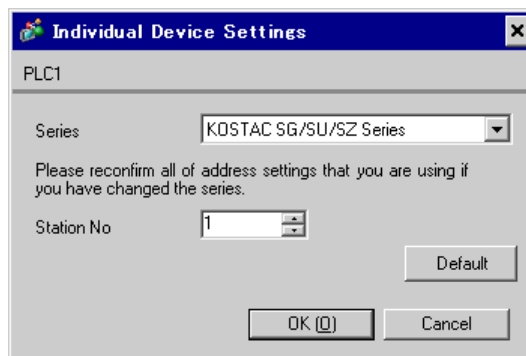 Individual Device Settings
PLC1
Series KOSTAC SG/SU/SZ Series
Please reconfirm all of address settings that you are using if
you have changed the series.
Station No 1
Default
OK (O) Cancel